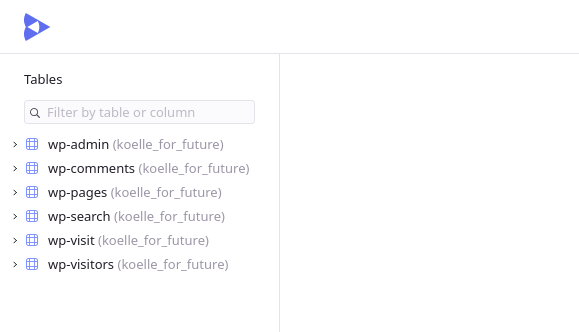 Tables
Filter by table or column
wp-admin (koelle_for_future)
wp-comments (koelle_for_future)
wp-pages (koelle_for_future)
wp-search (koelle_for_future)
wp-visit (koelle_for_future)
wp-visitors (koelle_for_future)